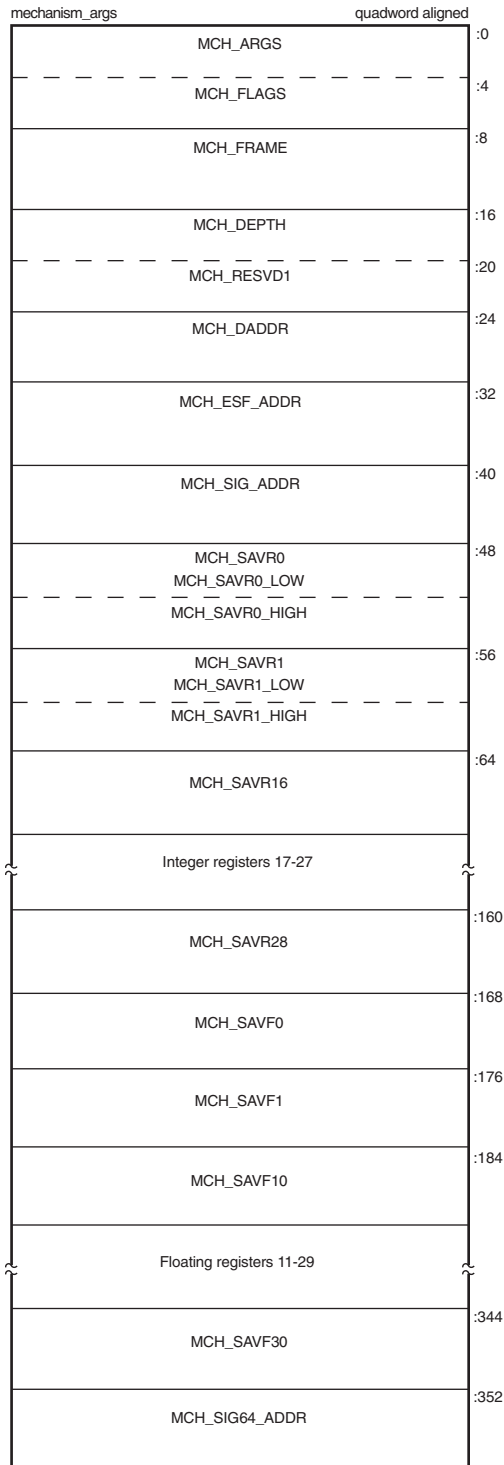 mechanism_args quadword aligned
:0
MCH_ARGS
:4
MCH_FLAGS
:8
MCH_FRAME
:16
MCH_DEPTH
:20
MCH_RESVD1
:24
MCH_DADDR
:32
MCH_ESF_ADDR
:40
MCH_SIG_ADDR
:48
MCH_SAVR0
MCH_SAVR0_LOW
MCH_SAVR0_HIGH
:56
MCH_SAVR1
MCH_SAVR1_LOW
MCH_SAVR1_HIGH
:64
MCH_SAVR16
Integer registers 17-27
:160
MCH_SAVR28
:168
MCH_SAVF0
:176
MCH_SAVF1
:184
MCH_SAVF10
Floating registers 11-29
:344
MCH_SAVF30
:352
MCH_SIG64_ADDR